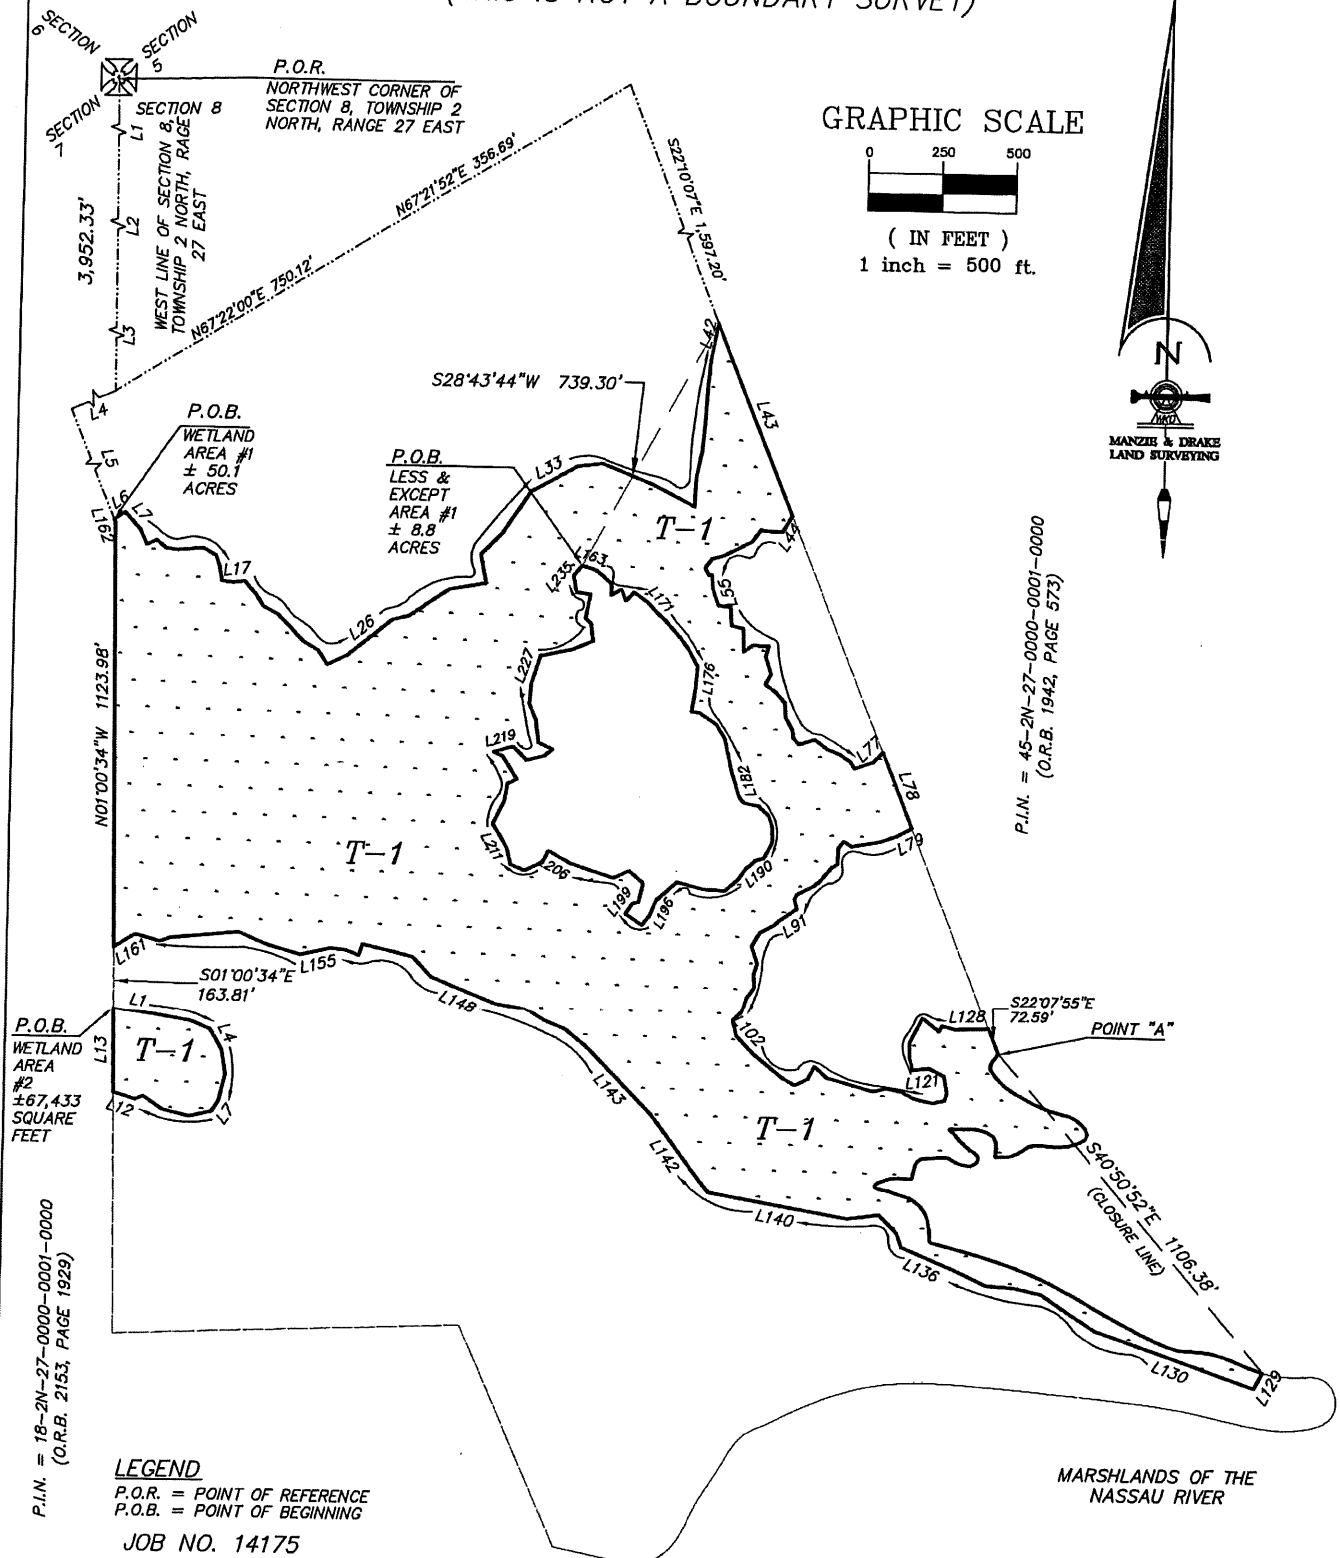 (THIS IS NOT A BOUNDARY SURVEY)
SECTION
6
SECTION
5
SECTION
7
SECTION 8
P.O.R.
NORTHWEST CORNER OF
SECTION 8, TOWNSHIP 2
NORTH, RANGE 27 EAST
L1
L2
L3
3,952.33'
WEST LINE OF SECTION 8,
TOWNSHIP 2 NORTH, RAGE
27 EAST
N67°21'52"E 356.69'
N67°22'00"E 750.12'
S22°10'07"E 1,597.20'
GRAPHIC SCALE
0 250 500
( IN FEET )
1 inch = 500 ft.
N
MANZIE & DRAKE
LAND SURVEYING
L4
L5
P.O.B.
WETLAND
AREA #1
± 50.1
ACRES
S28°43'44"W 739.30'
L42
L43
P.O.B.
LESS &
EXCEPT
AREA #1
± 8.8
ACRES
L33
L6
L7
L162
L17
L26
T-1
L44
L163
L235
L171
L55
L176
L227
L219
L77
L78
L182
L79
N01°00'34"W 1123.98'
T-1
L211
L206
L199
L196
L190
L91
P.I.N. = 45-2N-27-0000-0001-0000
(O.R.B. 1942, PAGE 573)
L161
S01°00'34"E
163.81'
L155
L148
L102
L128
S22°07'55"E
72.59'
POINT "A"
P.O.B.
WETLAND
AREA
#2
±67,433
SQUARE
FEET
L1
L4
L13
T-1
L12
L7
L143
L121
T-1
L142
L140
L136
S40°50'52"E 1106.38'
(CLOSURE LINE)
L130
L129
P.I.N. = 18-2N-27-0000-0001-0000
(O.R.B. 2153, PAGE 1929)
LEGEND
P.O.R. = POINT OF REFERENCE
P.O.B. = POINT OF BEGINNING
JOB NO. 14175
MARSHLANDS OF THE
NASSAU RIVER